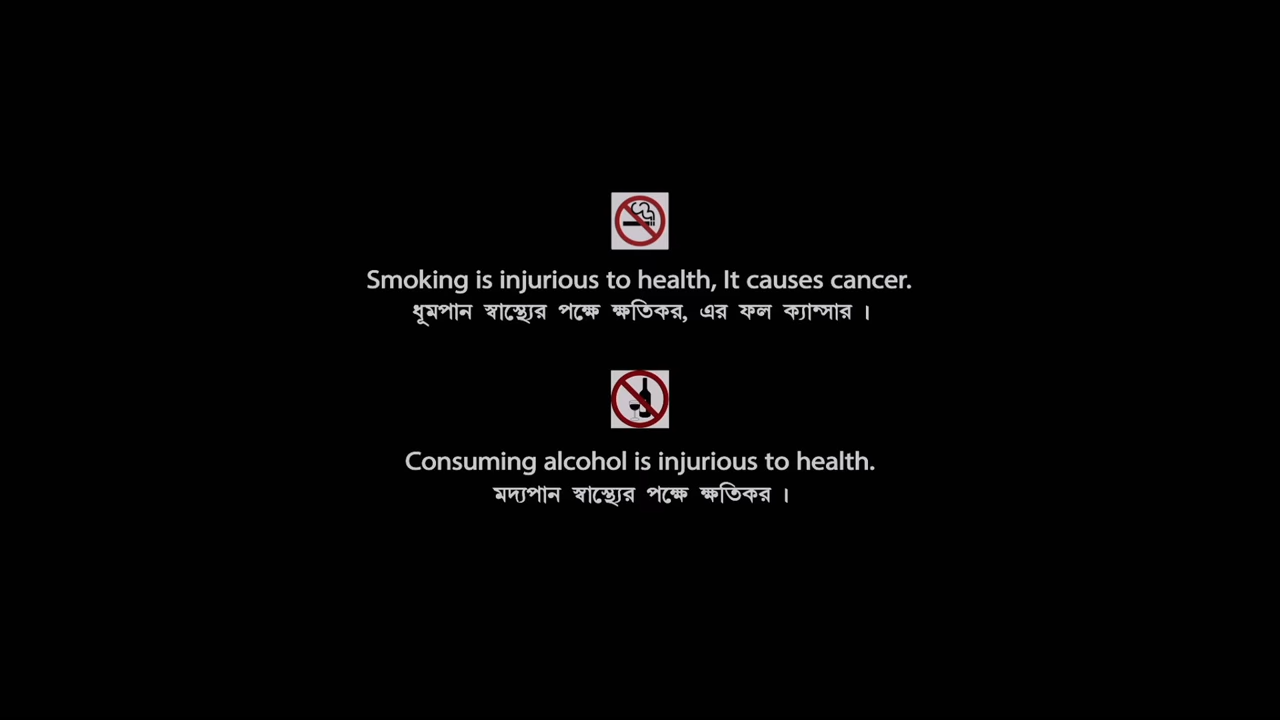 Smoking is injurious to health, It causes cancer.
ধূমপান স্বাস্থ্যের পক্ষে ক্ষতিকর, এর ফল ক্যান্সার ।
Consuming alcohol is injurious to health.
মদ্যপান স্বাস্থ্যের পক্ষে ক্ষতিকর ।